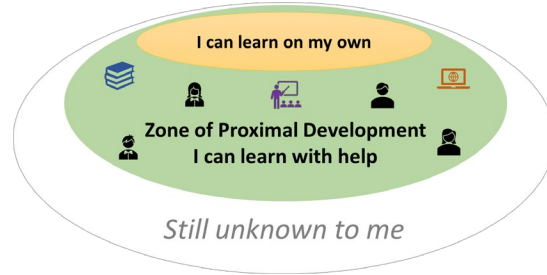 I can learn on my own
Zone of Proximal Development
I can learn with help
Still unknown to me